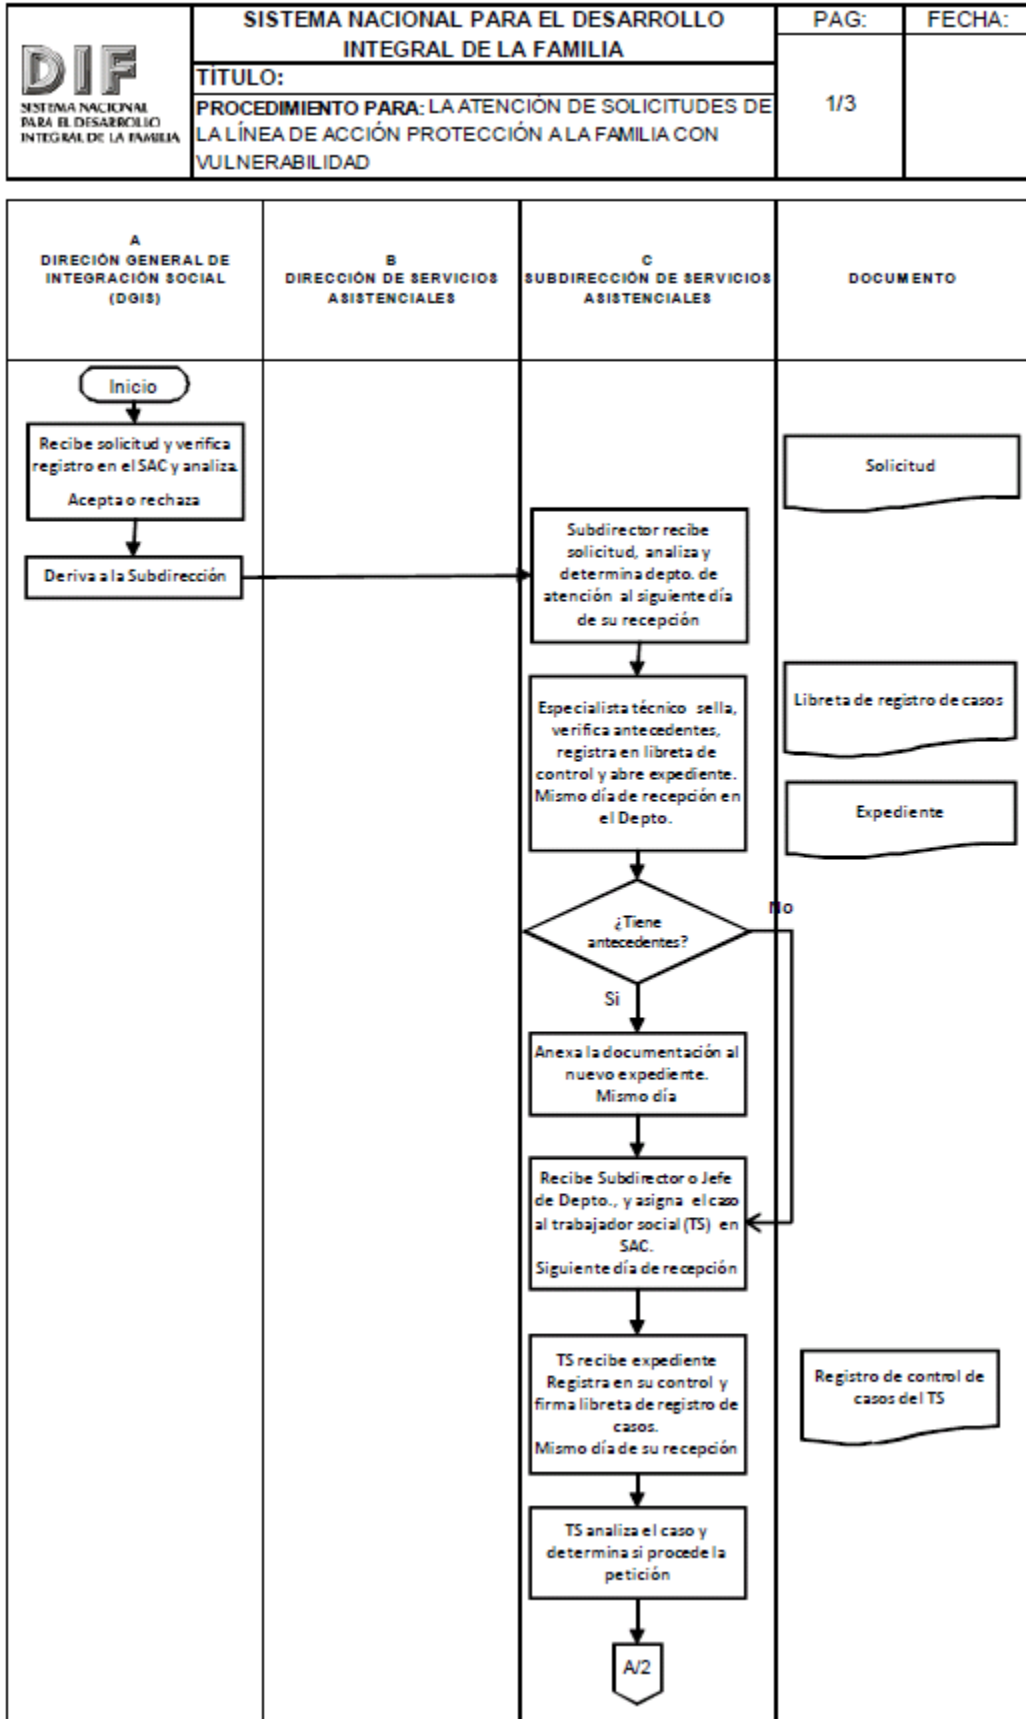 DIF
SISTEMA NACIONAL
PARA EL DESARROLLO
INTEGRAL DE LA FAMILIA
SISTEMA NACIONAL PARA EL DESARROLLO
INTEGRAL DE LA FAMILIA
PAG:
FECHA:
TÍTULO:
PROCEDIMIENTO PARA: LA ATENCIÓN DE SOLICITUDES DE
LA LÍNEA DE ACCIÓN PROTECCIÓN A LA FAMILIA CON
VULNERABILIDAD
1/3
A
DIRECIÓN GENERAL DE
INTEGRACIÓN SOCIAL
(DGIS)
B
DIRECCIÓN DE SERVICIOS
ASISTENCIALES
C
SUBDIRECCIÓN DE SERVICIOS
ASISTENCIALES
DOCUMENTO
Inicio
Recibe solicitud y verifica
registro en el SAC y analiza.
Acepta o rechaza
Solicitud
Deriva a la Subdirección
Subdirector recibe
solicitud, analiza y
determina depto. de
atención al siguiente día
de su recepción
Especialista técnico sella,
verifica antecedentes,
registra en libreta de
control y abre expediente.
Mismo día de recepción en
el Depto.
Libreta de registro de casos
Expediente
¿Tiene
antecedentes?
No
Si
Anexa la documentación al
nuevo expediente.
Mismo día
Recibe Subdirector o Jefe
de Depto., y asigna el caso
al trabajador social (TS) en
SAC.
Siguiente día de recepción
TS recibe expediente
Registra en su control y
firma libreta de registro de
casos.
Mismo día de su recepción
Registro de control de
casos del TS
TS analiza el caso y
determina si procede la
petición
A/2